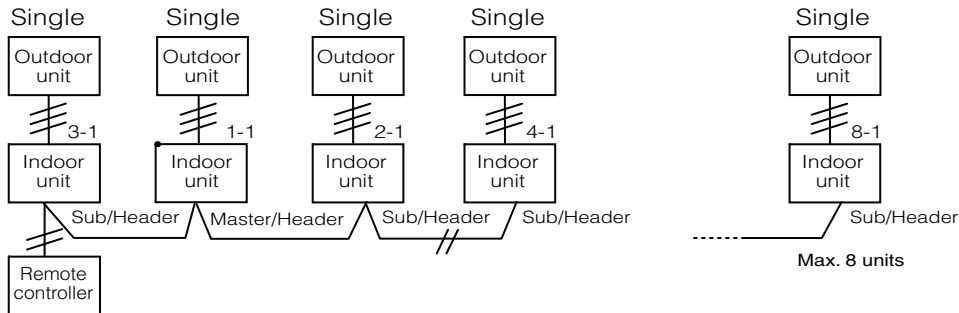 Single Single Single Single Single
Outdoor unit
Outdoor unit
Outdoor unit
Outdoor unit
Outdoor unit
3-1 1-1 2-1 4-1 8-1
Indoor unit
Indoor unit
Indoor unit
Indoor unit
Indoor unit
Sub/Header Master/Header Sub/Header Sub/Header Sub/Header
Max. 8 units
Remote
controller